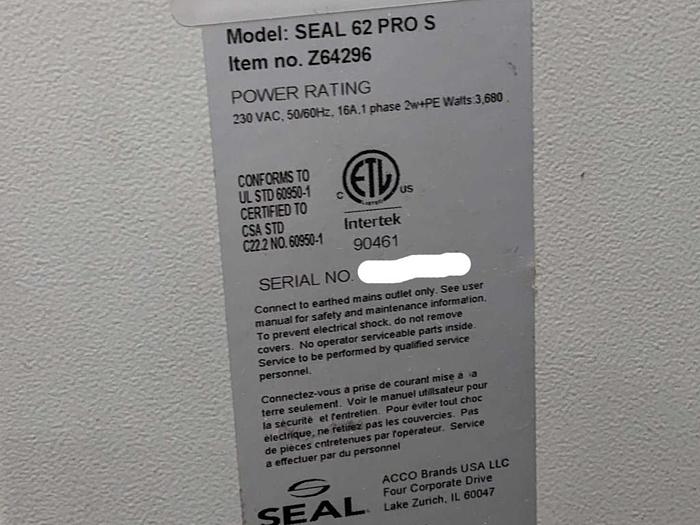 Model: SEAL 62 PRO S
Item no. Z64296
POWER RATING
230 VAC, 50/60Hz, 16A,1 phase 2w+PE Watts:3,680
CONFORMS TO
UL STD 60950-1
CERTIFIED TO
CSA STD
C22.2 NO. 60950-1
C ETL US
LISTED
Intertek
90461
SERIAL NO.
Connect to earthed mains outlet only. See user
manual for safety and maintenance information.
To prevent electrical shock, do not remove
covers. No operator serviceable parts inside.
Service to be performed by qualified service
personnel.
Connectez-vous a prise de courant mise a la
terre seulement. Voir le manuel utilisateur pour
la sécurité et l'entretien. Pour éviter tout choc
électrique, ne retirez pas les couvercles. Pas
de pièces entretenues par l'operateur. Service
a effectuer par du personnel
SEAL
ACCO Brands USA LLC
Four Corporate Drive
Lake Zurich, IL 60047